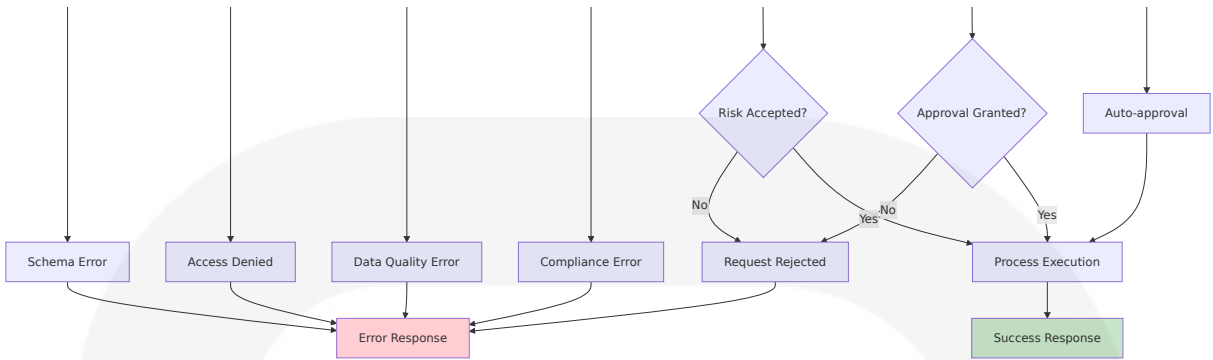 Risk Accepted?
Approval Granted?
Auto-approval
No
Yes
No
Yes
Schema Error
Access Denied
Data Quality Error
Compliance Error
Request Rejected
Process Execution
Error Response
Success Response